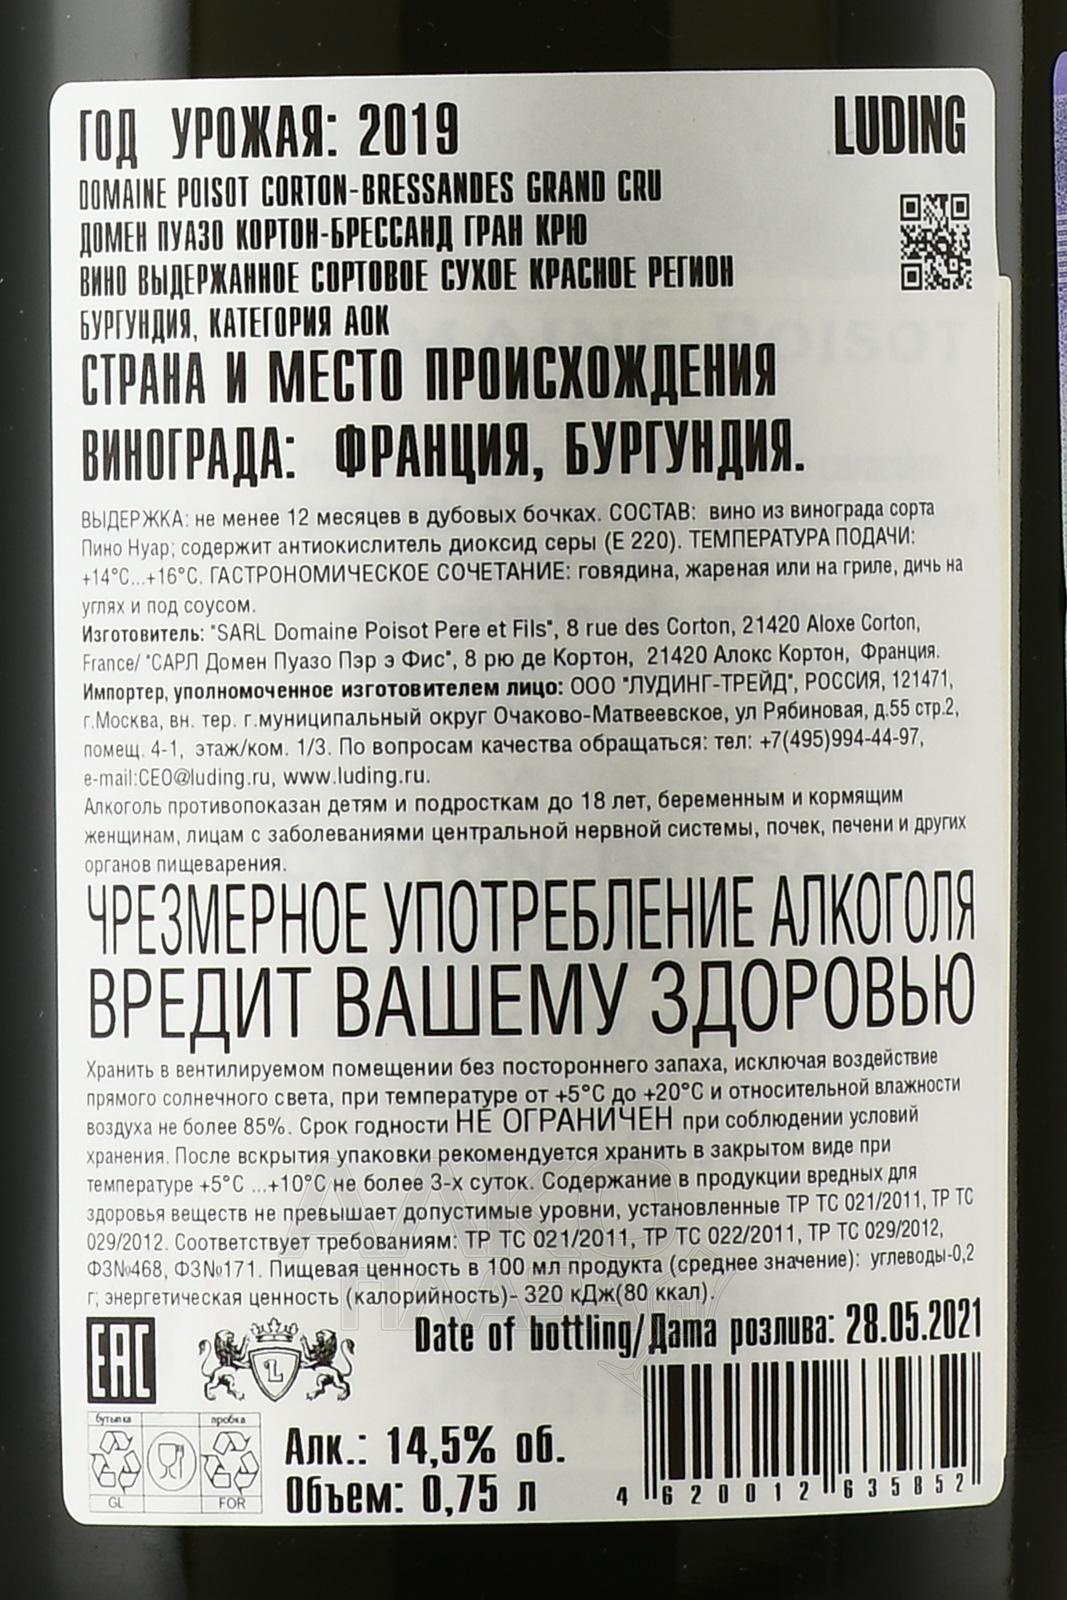 ГОД УРОЖАЯ: 2019
LUDING
DOMAINE POISOT CORTON-BRESSANDES GRAND CRU
ДОМЕН ПУАЗО КОРТОН-БРЕССАНД ГРАН КРЮ
ВИНО ВЫДЕРЖАННОЕ СОРТОВОЕ СУХОЕ КРАСНОЕ РЕГИОН
БУРГУНДИЯ, КАТЕГОРИЯ АОК
СТРАНА И МЕСТО ПРОИСХОЖДЕНИЯ
ВИНОГРАДА: ФРАНЦИЯ, БУРГУНДИЯ.
ВЫДЕРЖКА: не менее 12 месяцев в дубовых бочках. СОСТАВ: вино из винограда сорта
Пино Нуар; содержит антиокислитель диоксид серы (Е 220). ТЕМПЕРАТУРА ПОДАЧИ:
+14°С...+16°С. ГАСТРОНОМИЧЕСКОЕ СОЧЕТАНИЕ: говядина, жареная или на гриле, дичь на
углях и под соусом.
Изготовитель: "SARL Domaine Poisot Pere et Fils", 8 rue des Corton, 21420 Aloxe Corton,
France/ "САРЛ Домен Пуазо Пэр э Фис", 8 рю де Кортон, 21420 Алокс Кортон, Франция.
Импортер, уполномоченное изготовителем лицо: ООО "ЛУДИНГ-ТРЕЙД", РОССИЯ, 121471,
г.Москва, вн. тер. г.муниципальный округ Очаково-Матвеевское, ул Рябиновая, д.55 стр.2,
помещ. 4-1, этаж/ком. 1/3. По вопросам качества обращаться: тел: +7(495)994-44-97,
e-mail:CEO@luding.ru, www.luding.ru.
Алкоголь противопоказан детям и подросткам до 18 лет, беременным и кормящим
женщинам, лицам с заболеваниями центральной нервной системы, почек, печени и других
органов пищеварения.
ЧРЕЗМЕРНОЕ УПОТРЕБЛЕНИЕ АЛКОГОЛЯ
ВРЕДИТ ВАШЕМУ ЗДОРОВЬЮ
Хранить в вентилируемом помещении без постороннего запаха, исключая воздействие
прямого солнечного света, при температуре от +5°С до +20°С и относительной влажности
воздуха не более 85%. Срок годности НЕ ОГРАНИЧЕН при соблюдении условий
хранения. После вскрытия упаковки рекомендуется хранить в закрытом виде при
температуре +5°С ...+10°С не более 3-х суток. Содержание в продукции вредных для
здоровья веществ не превышает допустимые уровни, установленные ТР ТС 021/2011, ТР ТС
029/2012. Соответствует требованиям: ТР ТС 021/2011, ТР ТС 022/2011, ТР ТС 029/2012,
ФЗ№468, ФЗ№171. Пищевая ценность в 100 мл продукта (среднее значение): углеводы-0,2
г; энергетическая ценность (калорийность)- 320 кДж(80 ккал).
EAC
Date of bottling/Дата розлива: 28.05.2021
L
бутылка пробка
GL FOR
Алк.: 14,5% об.
Объем: 0,75 л
4 620012 635852